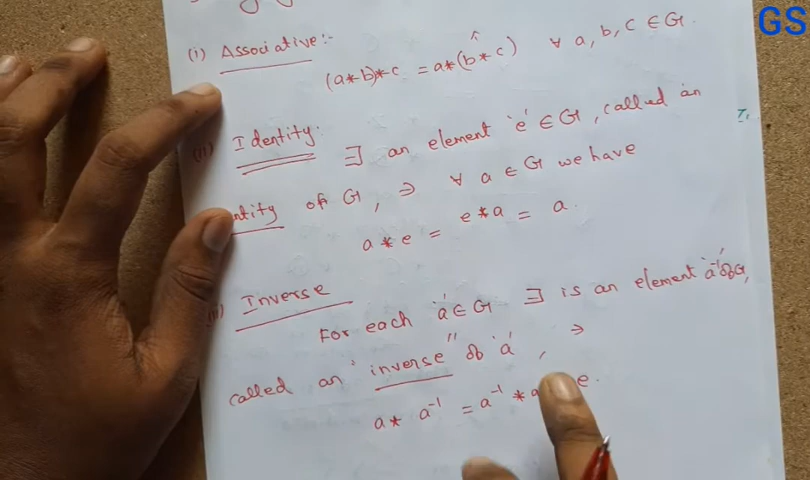 GS
(i) Associative:-
(a*b)*c = a*(b*c) ∀ a, b, c ∈ G.
Identity: ∃ an element 'e' ∈ G, called an
of G, ∋ ∀ a ∈ G we have
a*e = e*a = a.
Inverse
For each 'a' ∈ G ∃ is an element 'a⁻¹' of G,
called an "inverse" of 'a', ∋
a* a⁻¹ = a⁻¹ * a e.